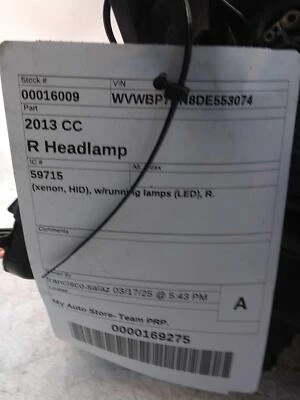 Stock #
VIN
00016009
WVWBP 8DE553074
Part
2013 CC
R Headlamp
IC #
59715
(xenon, HID), w/running lamps (LED), R.
Comments
francisco.salaz 03/17/25 @ 5:43 PM
Location
A
My Auto Store- Team PRP.
0000169275